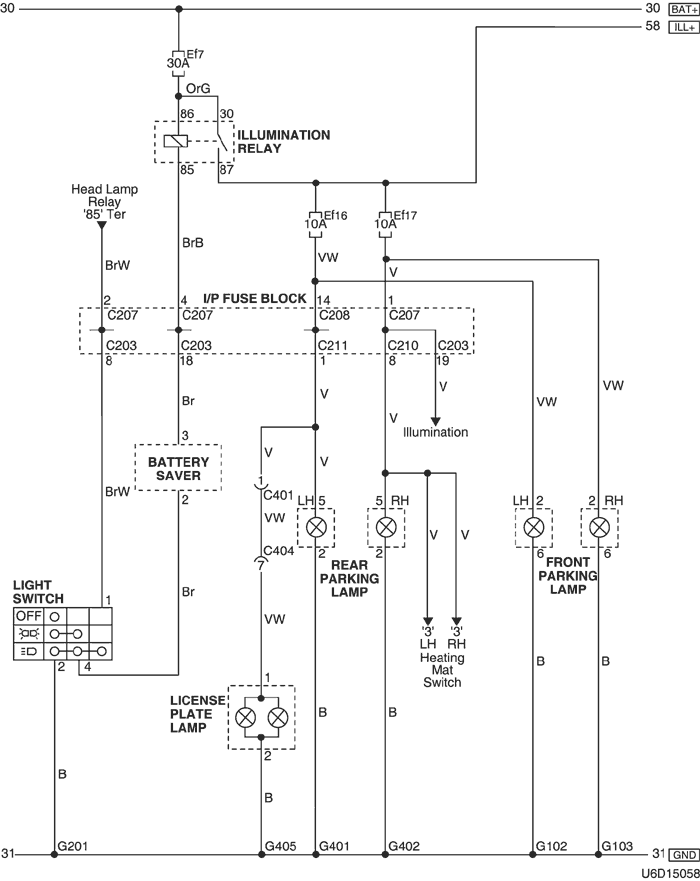 30 30 BAT+
58 ILL+
Ef7
30A
OrG
86 30
ILLUMINATION
RELAY
85 87
Head Lamp
Relay
'85' Ter
Ef16 Ef17
10A 10A
BrB
VW
BrW V
2 4 I/P FUSE BLOCK 14 1
C207 C207 C208 C207
C203 C203 C211 C210 C203
8 18 1 8 19
V V VW
Br VW
V
Illumination
3
BATTERY
SAVER
2
V V
1
C401
BrW VW
LH 5 5 RH LH 2 2 RH
V V
C404
7
2 2 6 6
REAR
PARKING
LAMP
FRONT
PARKING
LAMP
LIGHT
SWITCH
1
Br
OFF
VW
'3' '3'
LH RH
Heating
Mat
Switch
2 4
B B
1
LICENSE
PLATE
LAMP
B B
2
B B
31 G201 G405 G401 G402 G102 G103 31 GND
U6D15058